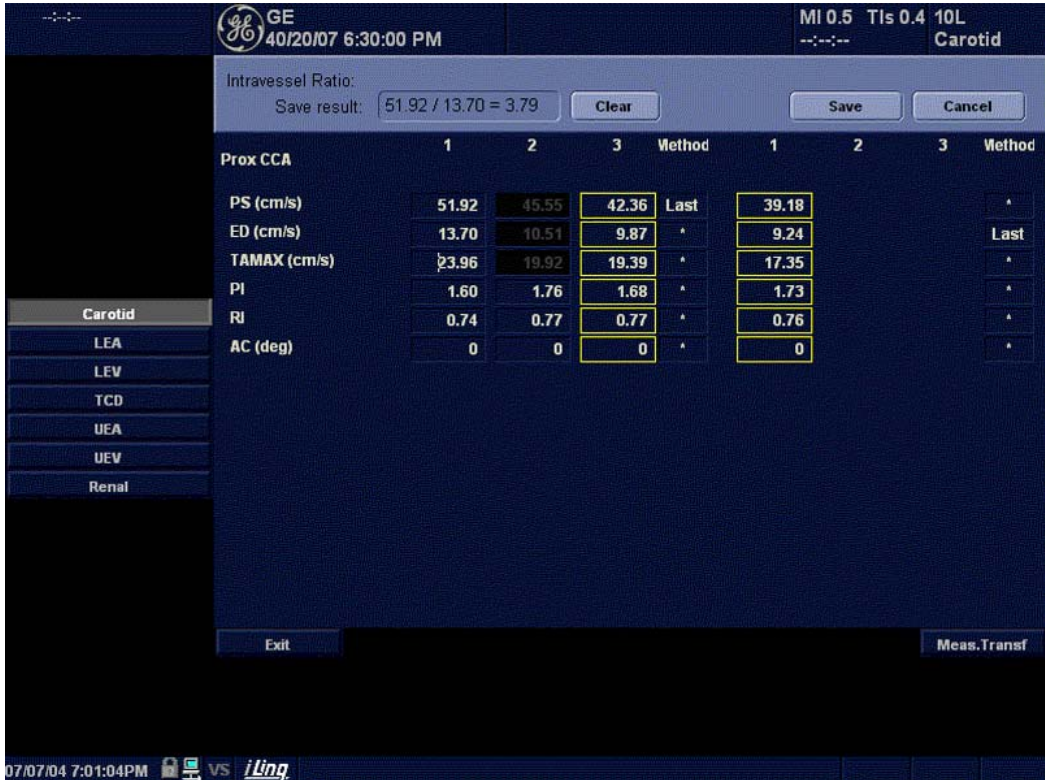 --:--:--
GE
40/20/07 6:30:00 PM
MI 0.5 TIs 0.4 10L
--:--:-- Carotid
Intravessel Ratio:
Save result: 51.92 / 13.70 = 3.79 Clear Save Cancel
Prox CCA 1 2 3 Method 1 2 3 Method
PS (cm/s) 51.92 45.55 42.36 Last 39.18 *
ED (cm/s) 13.70 10.51 9.87 * 9.24 Last
TAMAX (cm/s) 23.96 19.92 19.39 * 17.35 *
PI 1.60 1.76 1.68 * 1.73 *
RI 0.74 0.77 0.77 * 0.76 *
AC (deg) 0 0 0 * 0 *
Carotid
LEA
LEV
TCD
UEA
UEV
Renal
Exit Meas.Transf
07/07/04 7:01:04PM VS iLinq